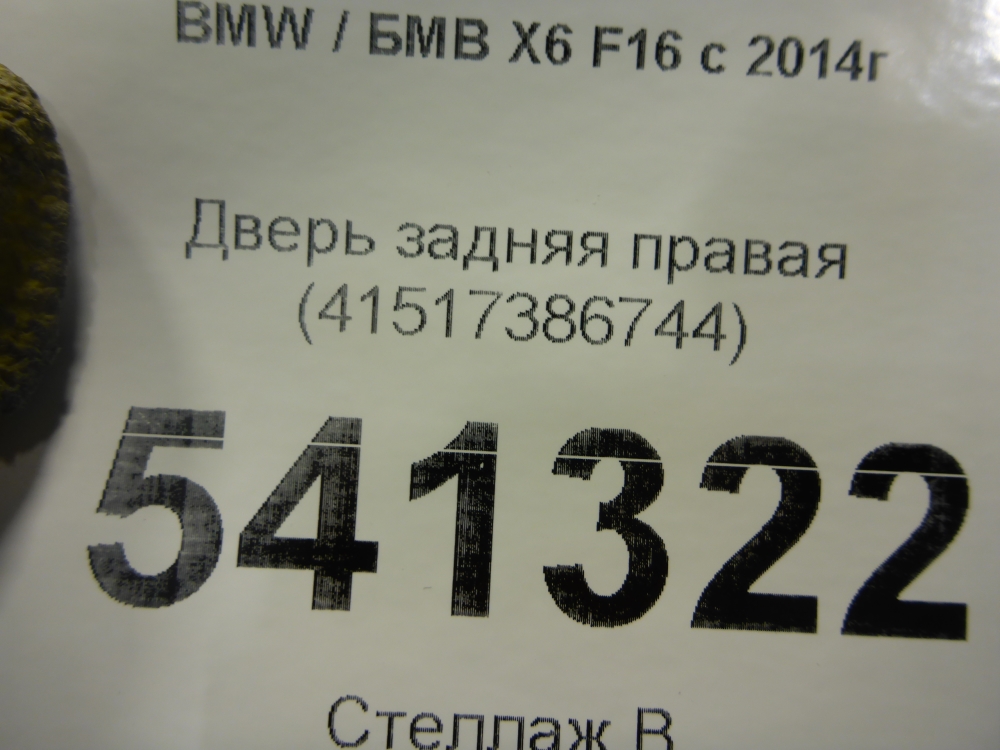 BMW / БМВ X6 F16 с 2014г
Дверь задняя правая
(41517386744)
541322
Стеллаж В